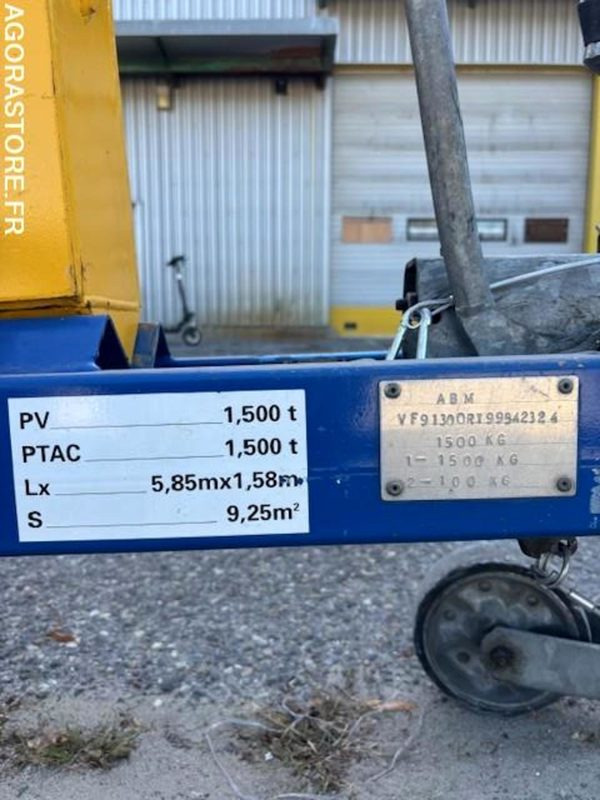 AGORASTORE.FR
PV 1,500 t
PTAC 1,500 t
Lx 5,85mx1,58m
S 9,25m²
ABM
1500 KG
1- 1500 KG
2- 100 KG